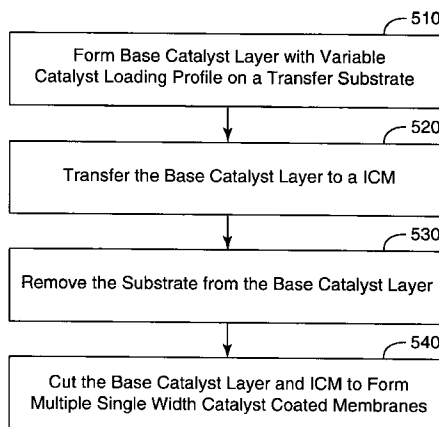 510
Form Base Catalyst Layer with Variable
Catalyst Loading Profile on a Transfer Substrate
520
Transfer the Base Catalyst Layer to a ICM
530
Remove the Substrate from the Base Catalyst Layer
540
Cut the Base Catalyst Layer and ICM to Form
Multiple Single Width Catalyst Coated Membranes